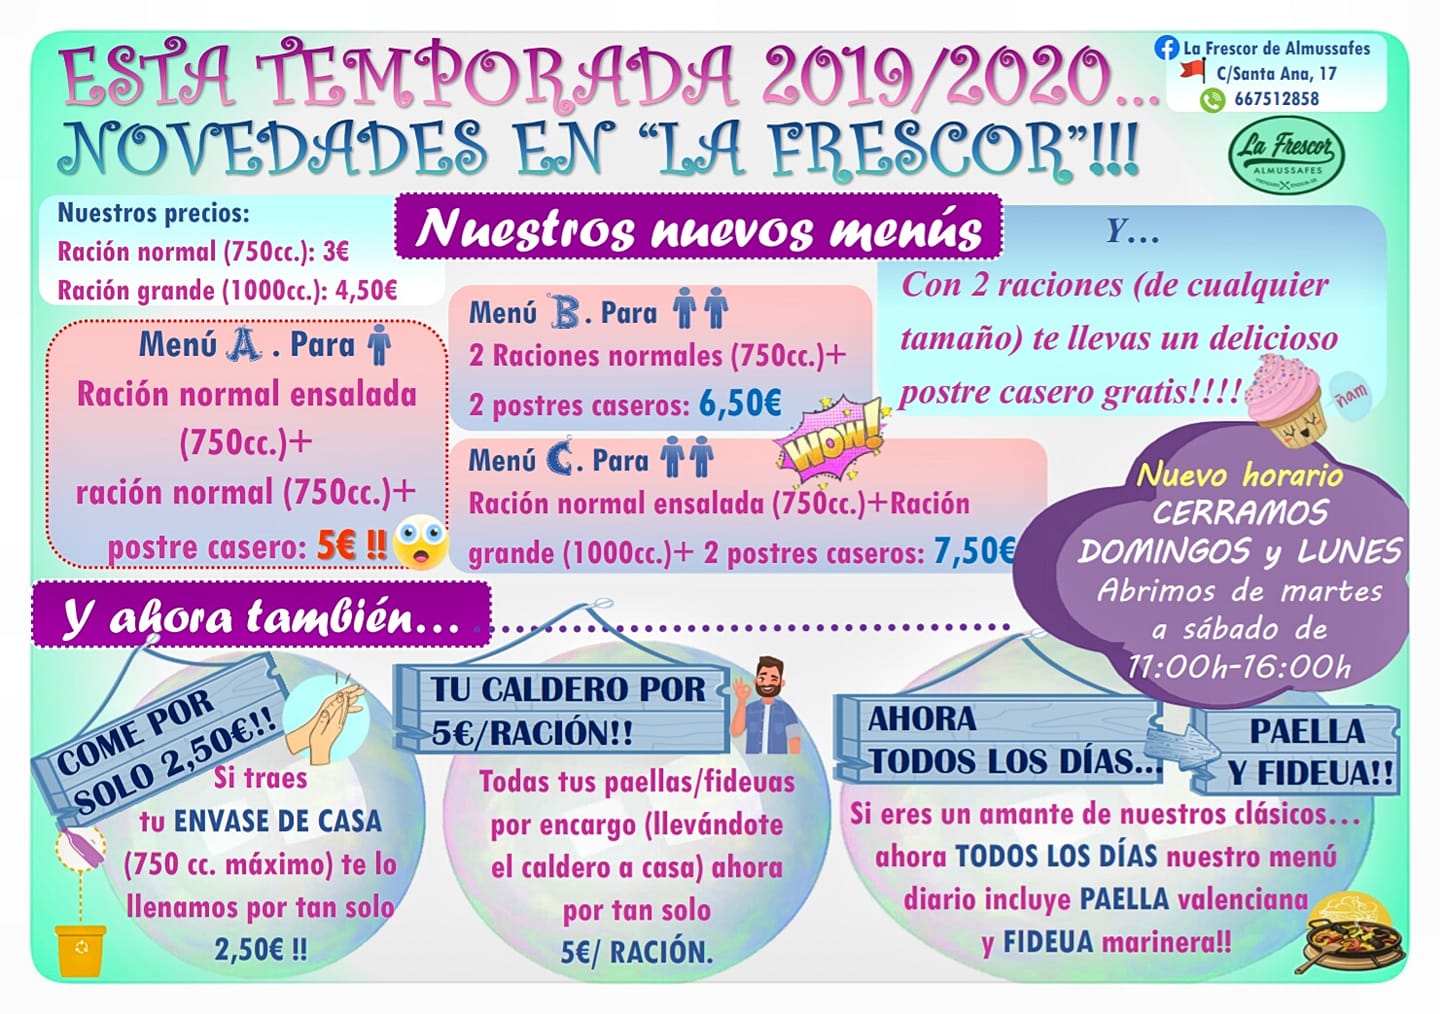 ESTA TEMPORADA 2019/2020...
NOVEDADES EN “LA FRESCOR”!!!
La Frescor de Almussafes
C/Santa Ana, 17
667512858
La Frescor
ALMUSSAFES
Nuestros precios:
Ración normal (750cc.): 3€
Ración grande (1000cc.): 4,50€
Nuestros nuevos menús
Menú A . Para
Ración normal ensalada
(750cc.)+
ración normal (750cc.)+
postre casero: 5€ !!
Menú B. Para
2 Raciones normales (750cc.)+
2 postres caseros: 6,50€
WOW!
Menú C. Para
Ración normal ensalada (750cc.)+Ración
grande (1000cc.)+ 2 postres caseros: 7,50€
Y...
Con 2 raciones (de cualquier
tamaño) te llevas un delicioso
postre casero gratis!!!!
ñam
Nuevo horario
CERRAMOS
DOMINGOS y LUNES
Abrimos de martes
a sábado de
11:00h-16:00h
Y ahora también...
COME POR
SOLO 2,50€!!
Si traes
tu ENVASE DE CASA
(750 cc. máximo) te lo
llenamos por tan solo
2,50€ !!
TU CALDERO POR
5€/RACIÓN!!
Todas tus paellas/fideuas
por encargo (llevándote
el caldero a casa) ahora
por tan solo
5€/ RACIÓN.
AHORA
TODOS LOS DÍAS...
PAELLA
Y FIDEUA!!
Si eres un amante de nuestros clásicos...
ahora TODOS LOS DÍAS nuestro menú
diario incluye PAELLA valenciana
y FIDEUA marinera!!